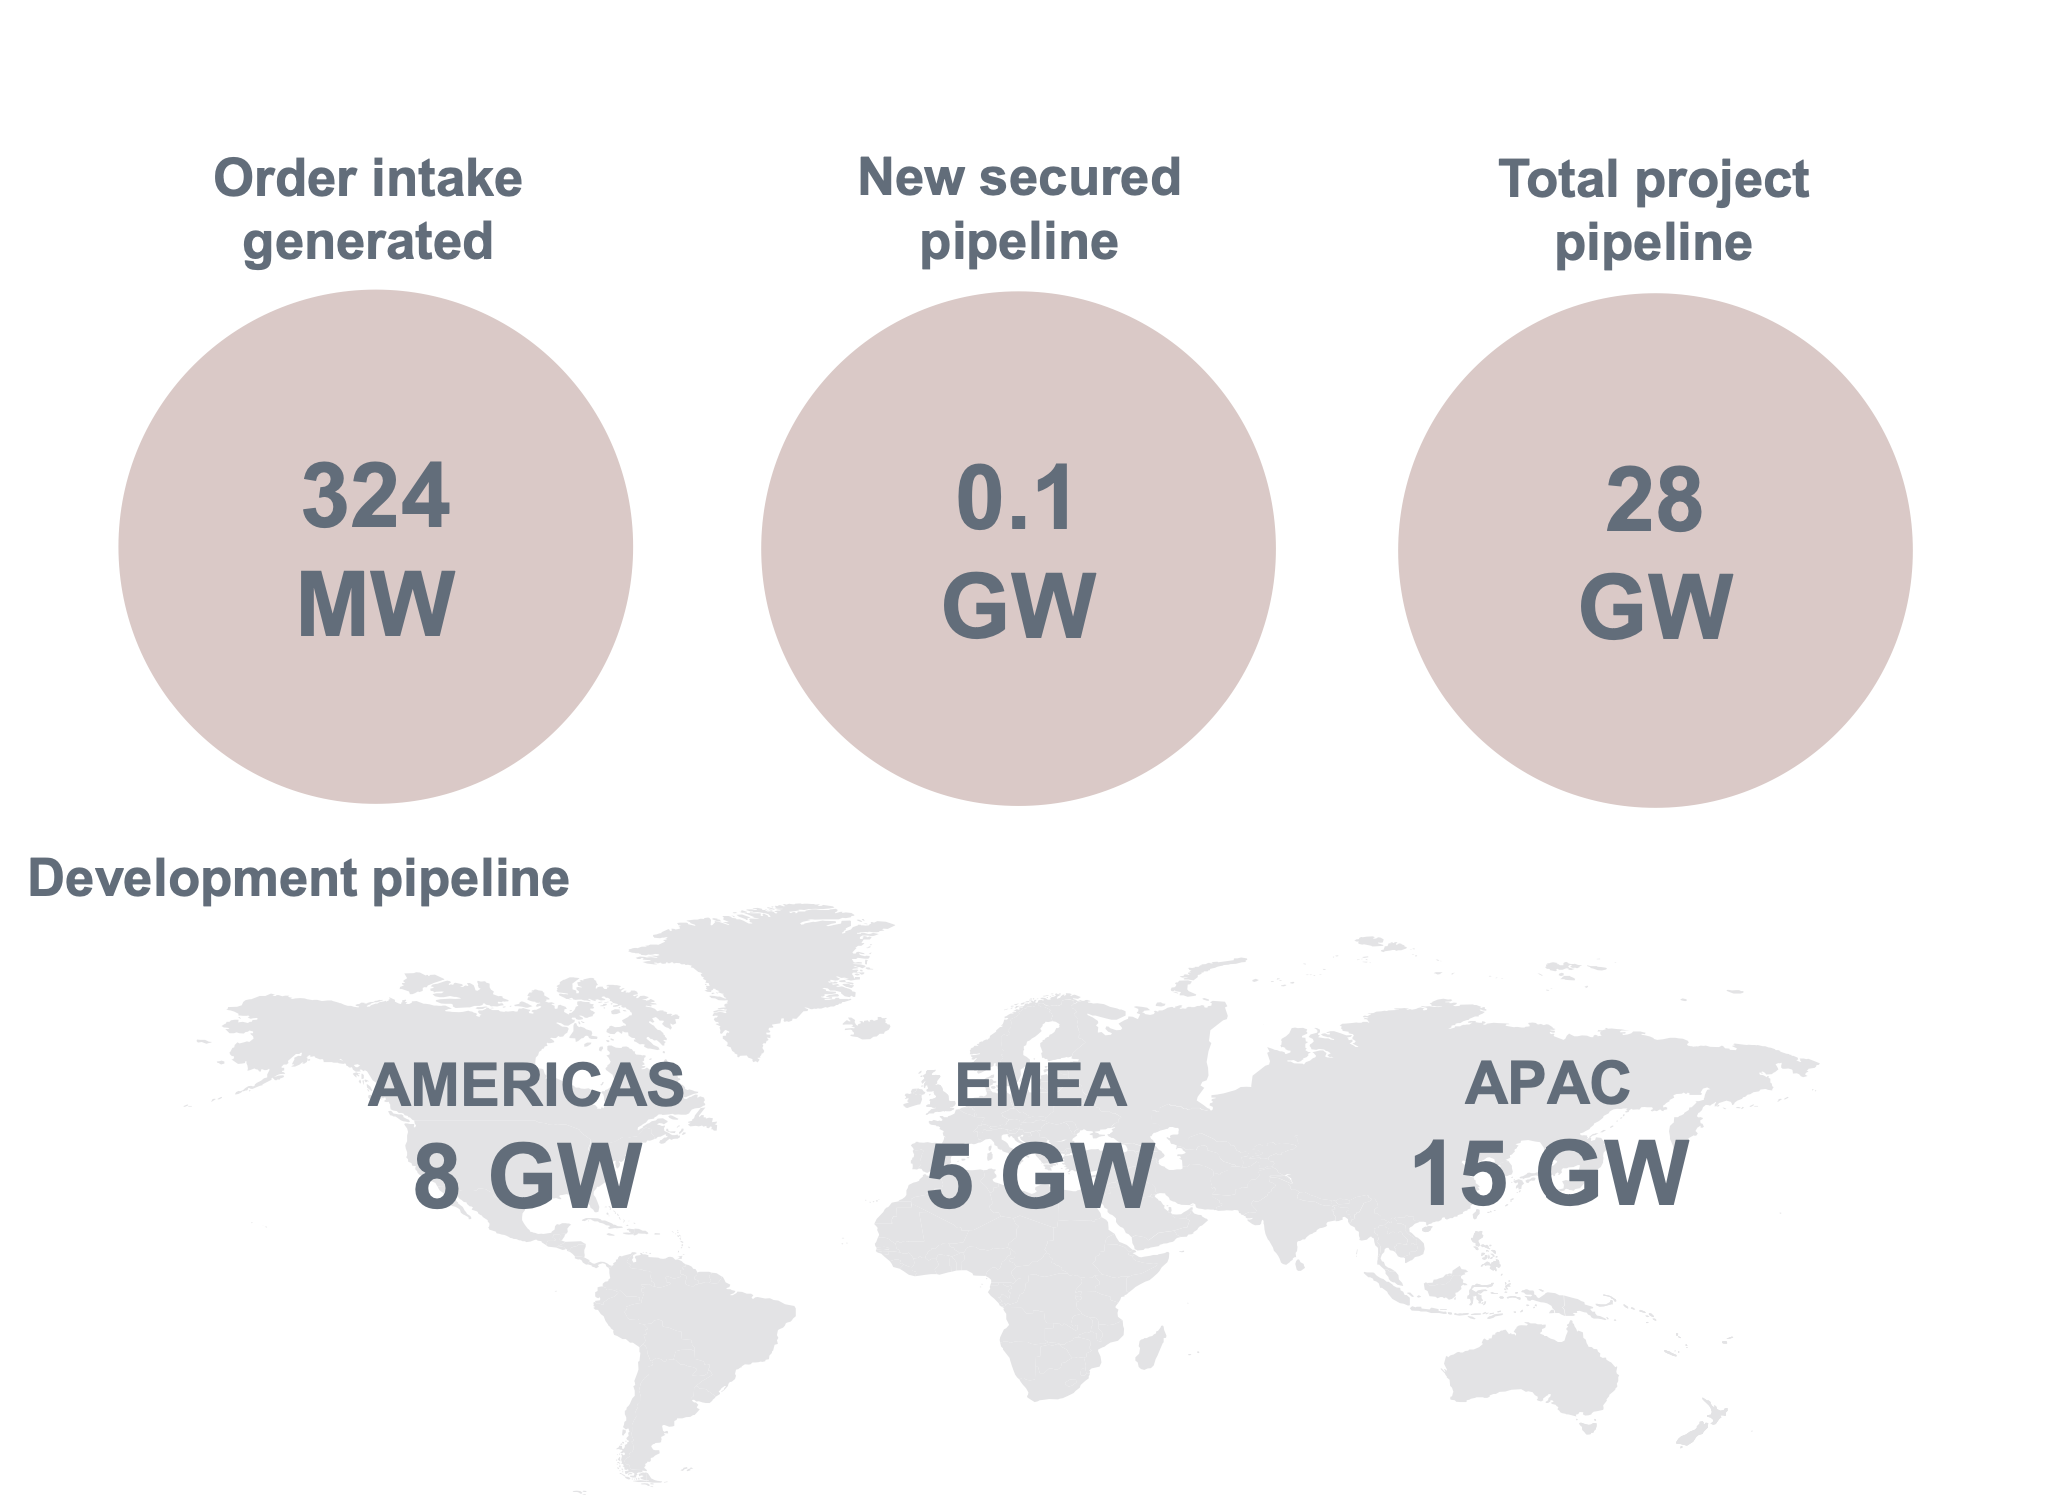 Order intake
generated
324
MW
New secured
pipeline
0.1
GW
Total project
pipeline
28
GW
Development pipeline
AMERICAS
8 GW
EMEA
5 GW
APAC
15 GW